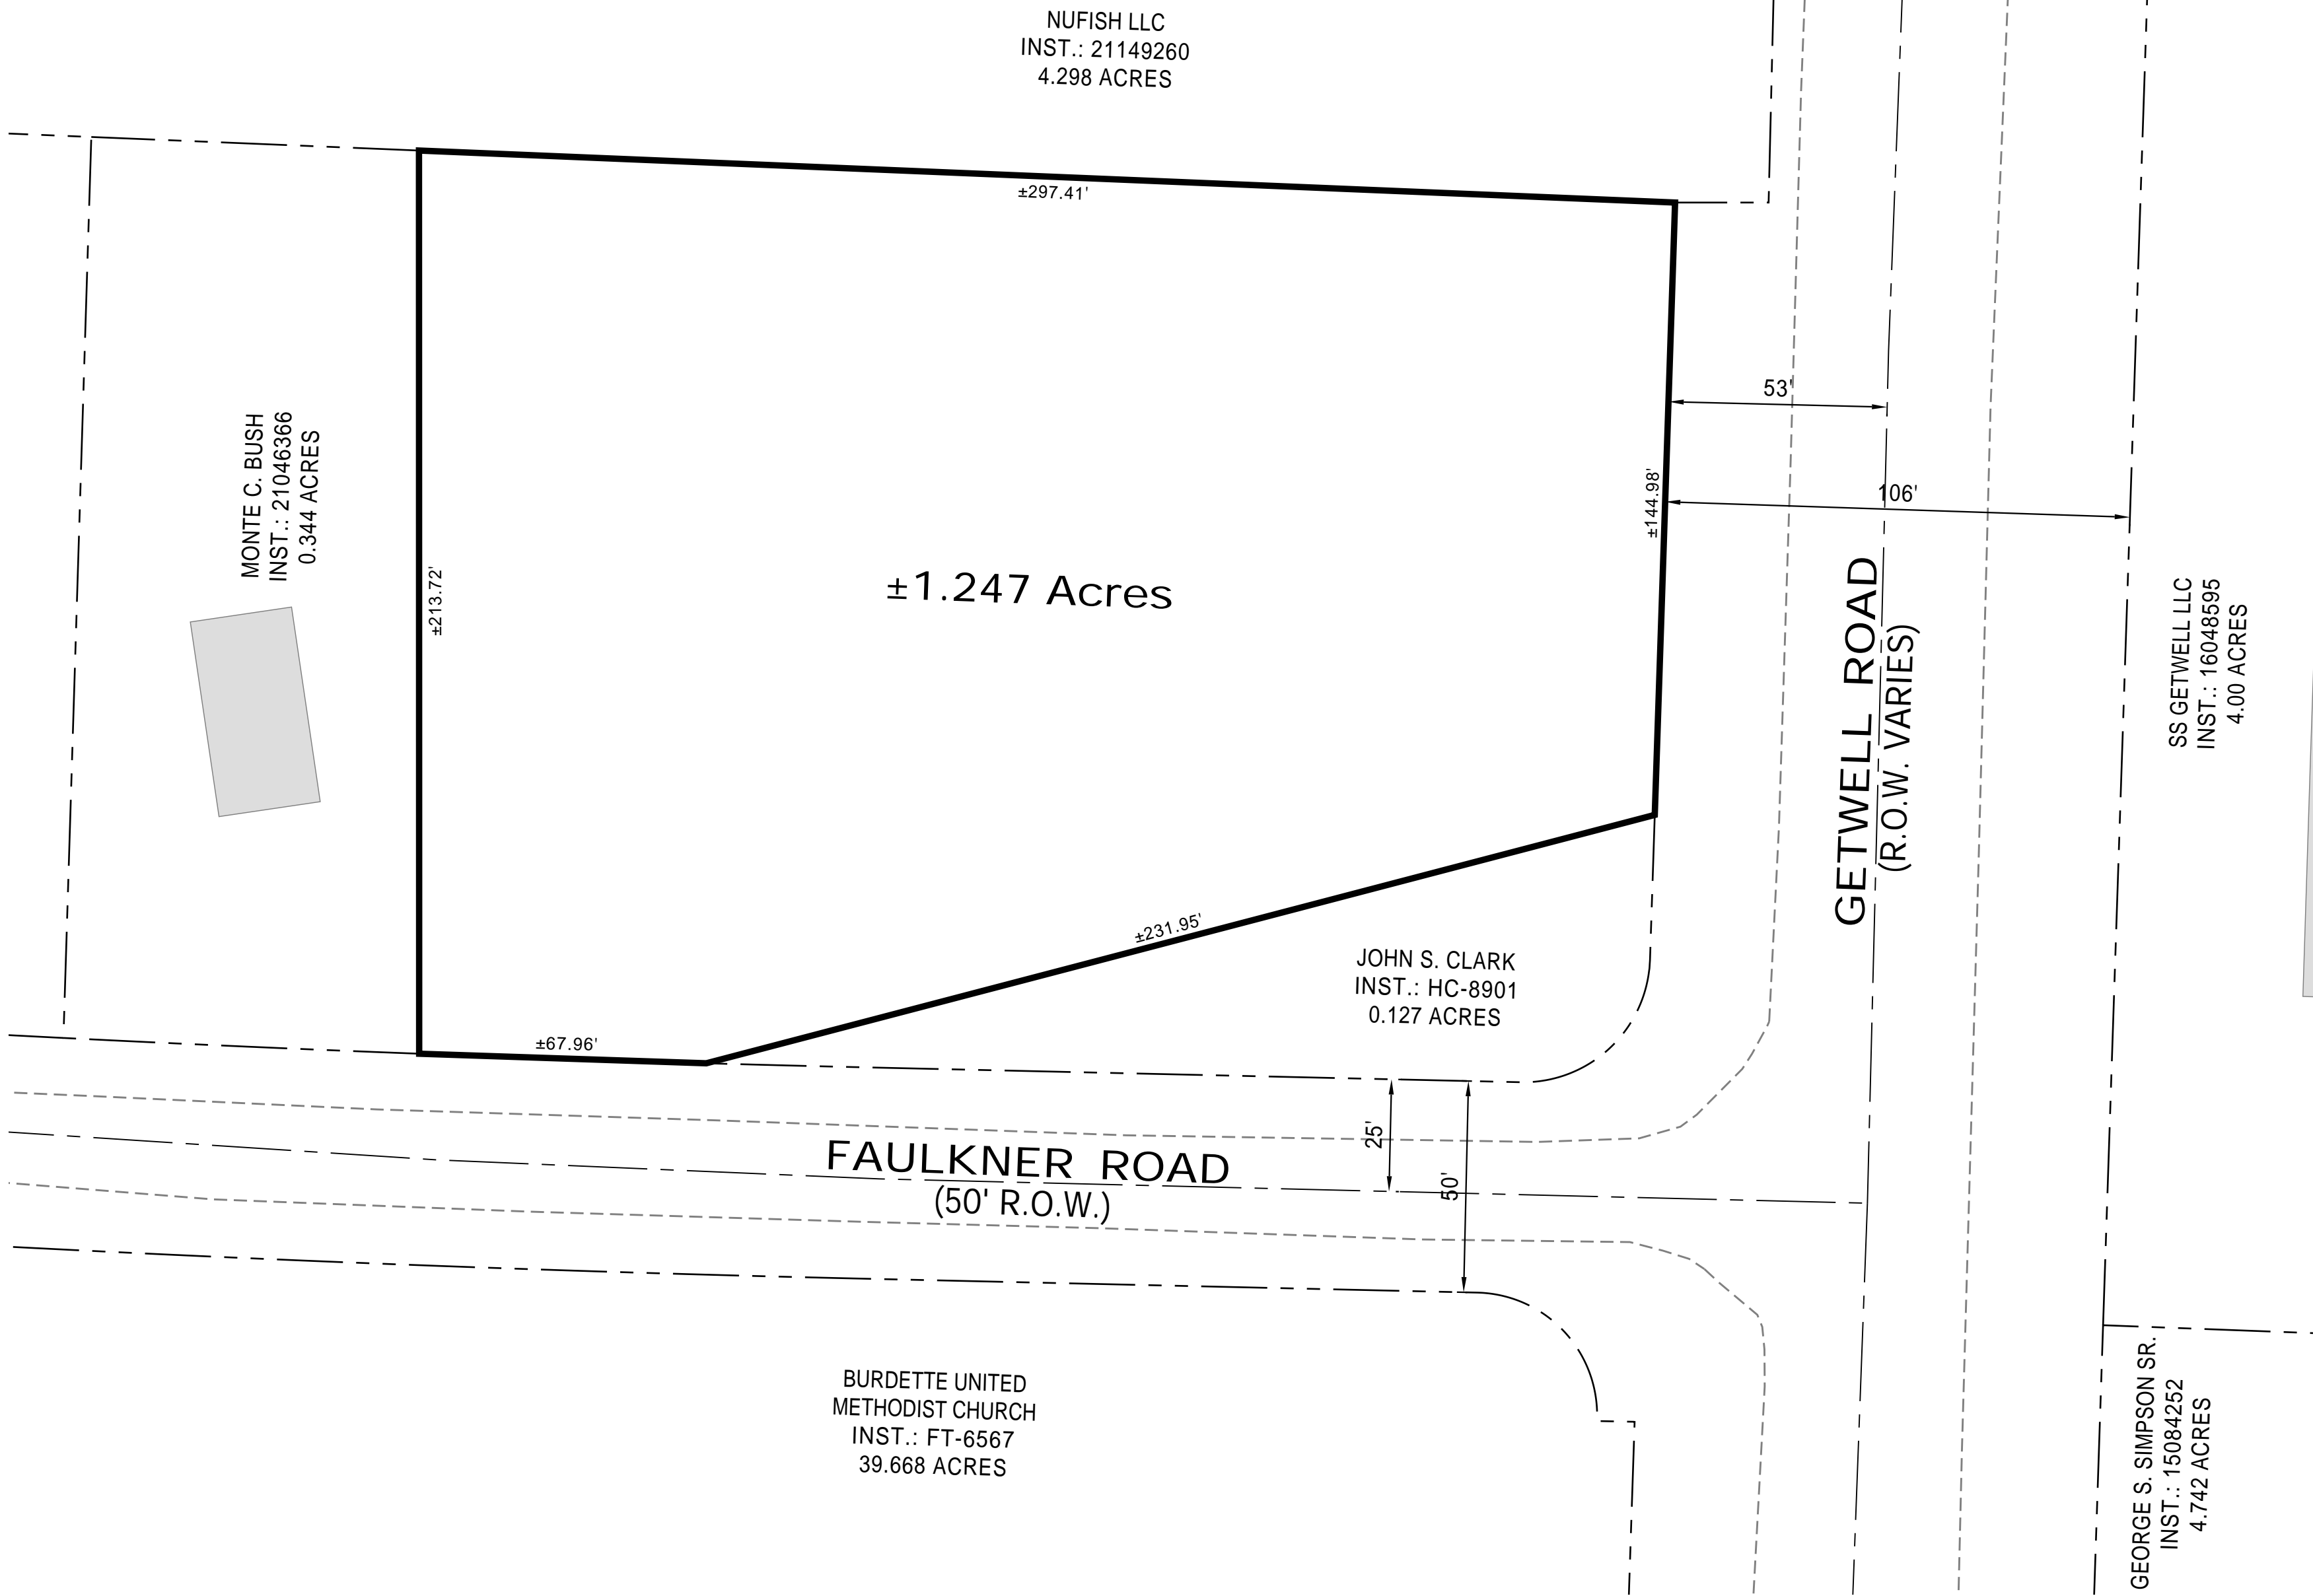 NUFISH LLC
INST.: 21149260
4.298 ACRES
±297.41'
MONTE C. BUSH
INST.: 21046366
0.344 ACRES
±213.72'
±1.247 Acres
±144.98'
53'
106'
GETWELL ROAD
(R.O.W. VARIES)
SS GETWELL LLC
INST.: 16048595
4.00 ACRES
±231.95'
JOHN S. CLARK
INST.: HC-8901
0.127 ACRES
±67.96'
25'
50'
FAULKNER ROAD
(50' R.O.W.)
BURDETTE UNITED
METHODIST CHURCH
INST.: FT-6567
39.668 ACRES
GEORGE S. SIMPSON SR.
INST.: 15084252
4.742 ACRES